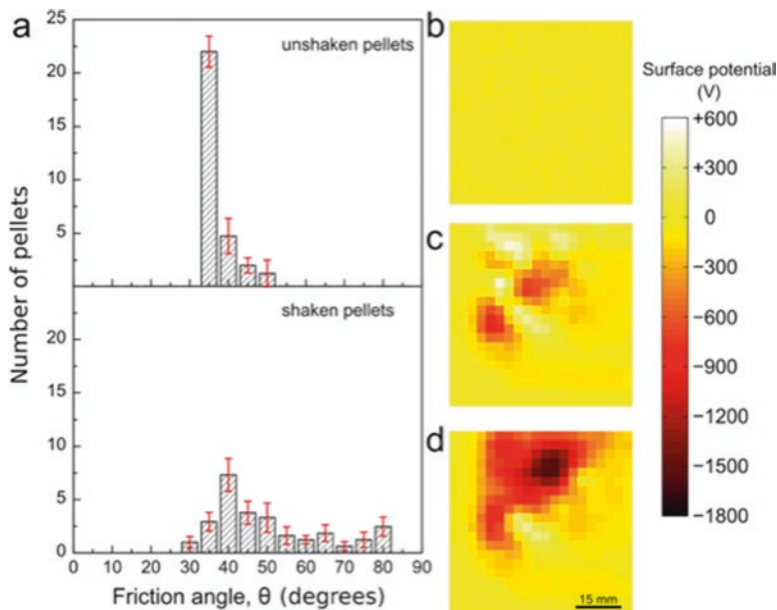 a
Number of pellets
25
20
15
10
5
unshaken pellets
20
15
10
5
0
shaken pellets
0 10 20 30 40 50 60 70 80 90
Friction angle, θ (degrees)
b
c
d
15 mm
Surface potential
(V)
+600
+300
0
−300
−600
−900
−1200
−1500
−1800